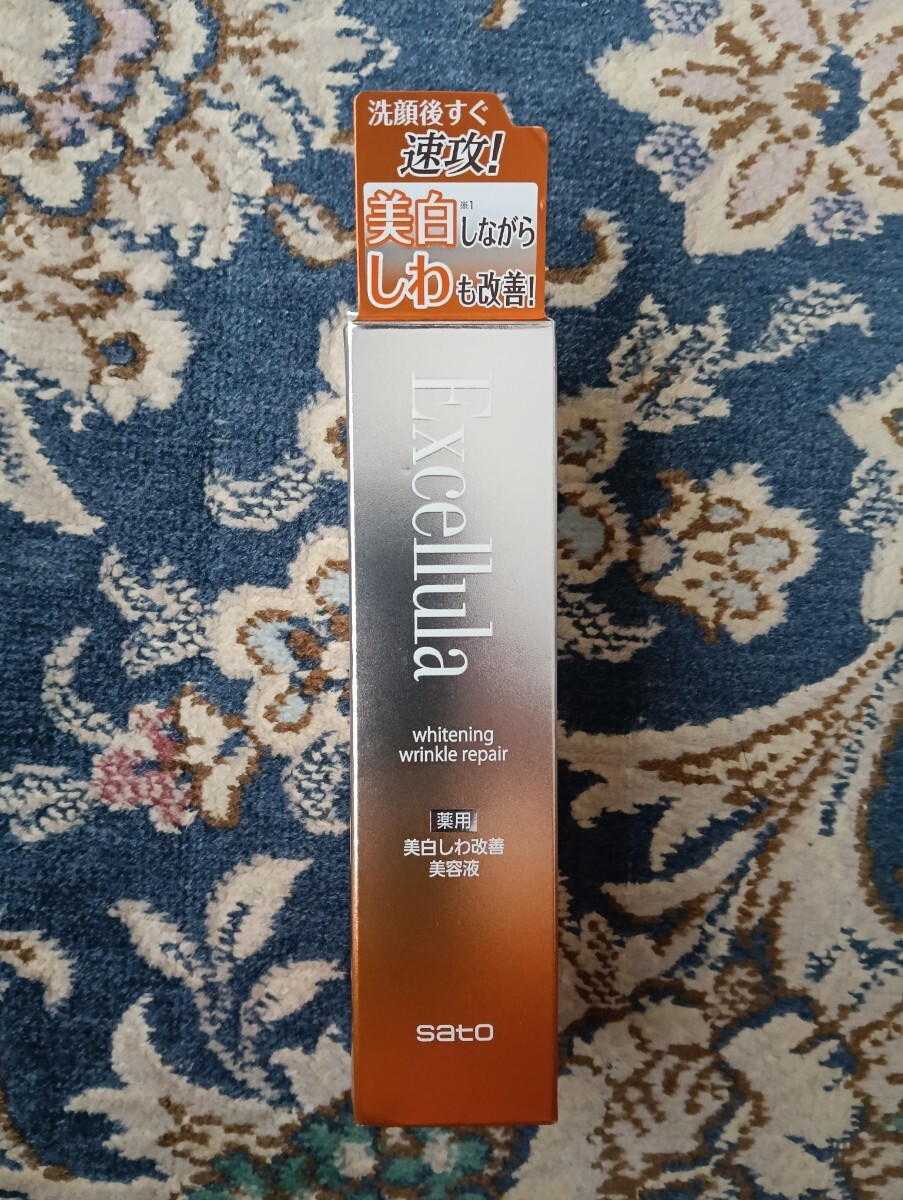 洗顔後すぐ
速攻!
美白※1しながら
しわも改善!
Excellula
whitening
wrinkle repair
薬用
美白しわ改善
美容液
sato